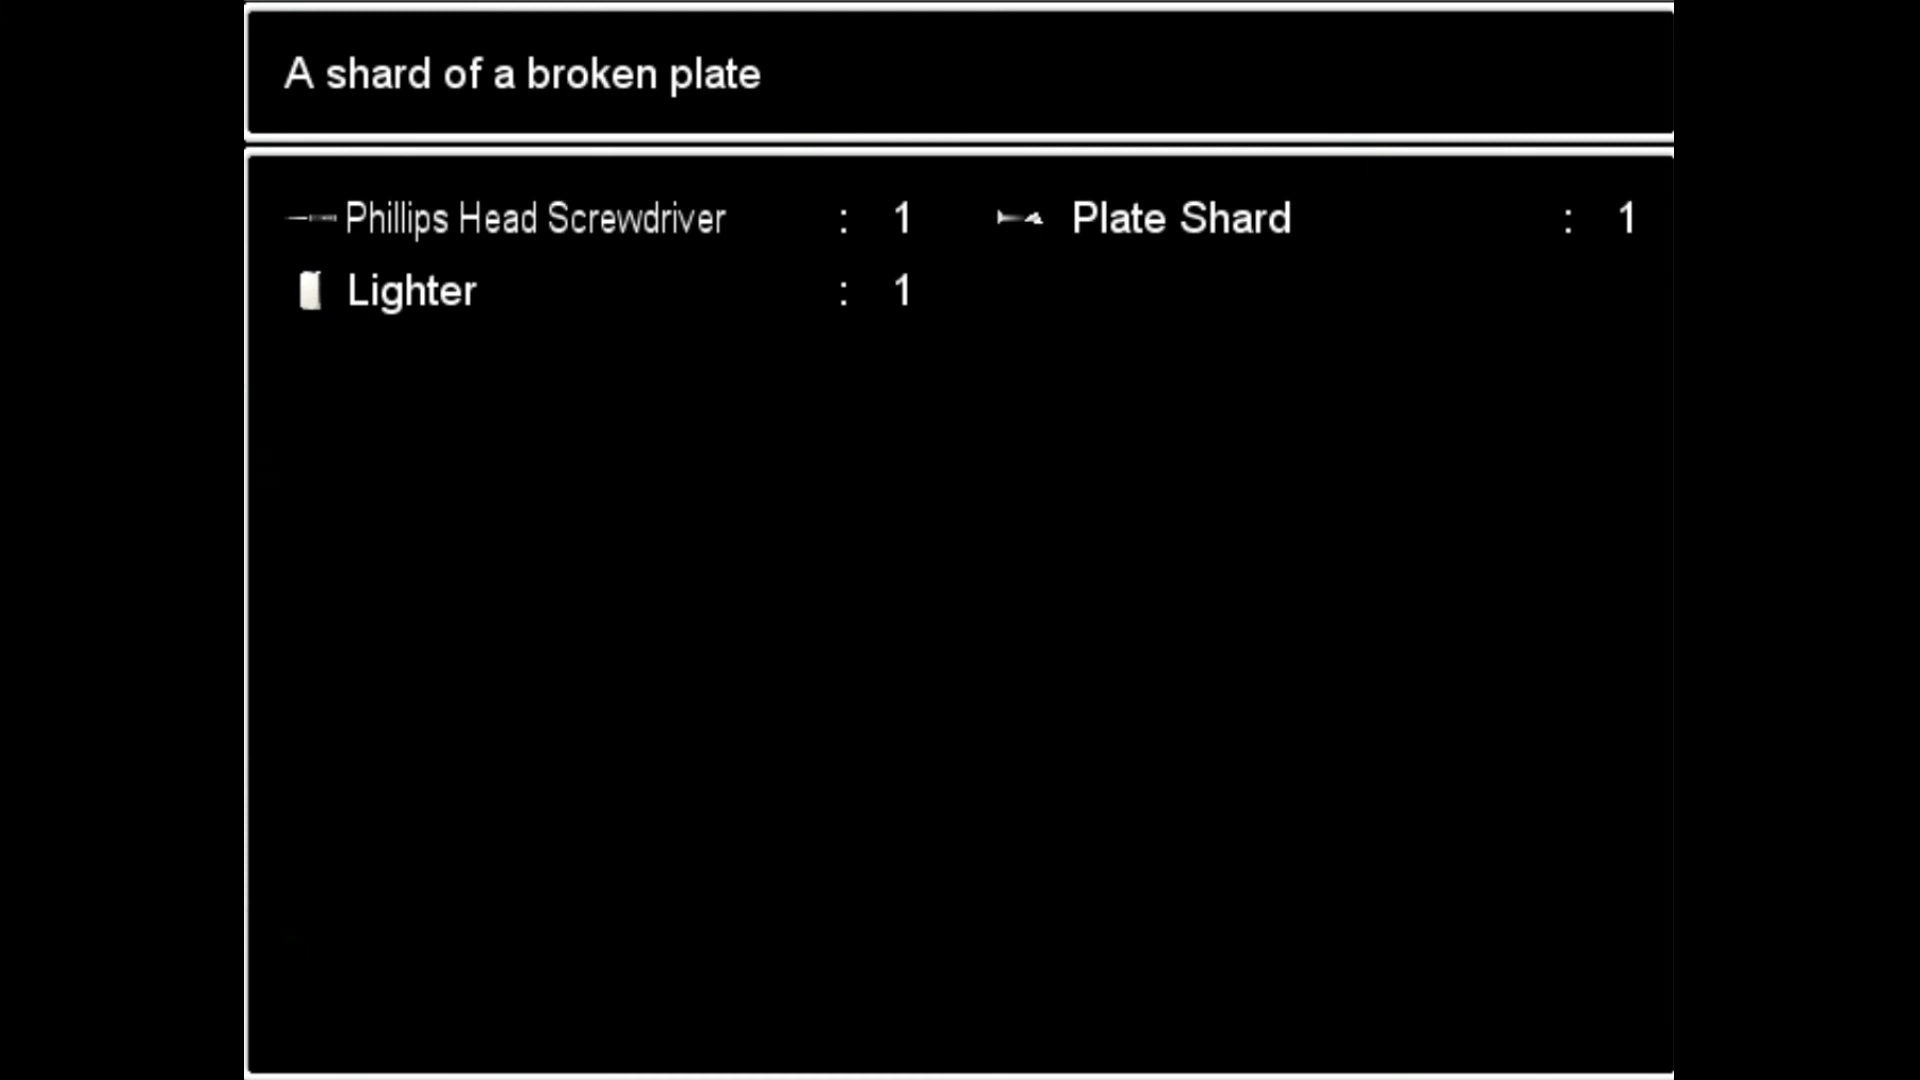 A shard of a broken plate
Phillips Head Screwdriver : 1 Plate Shard : 1
Lighter : 1